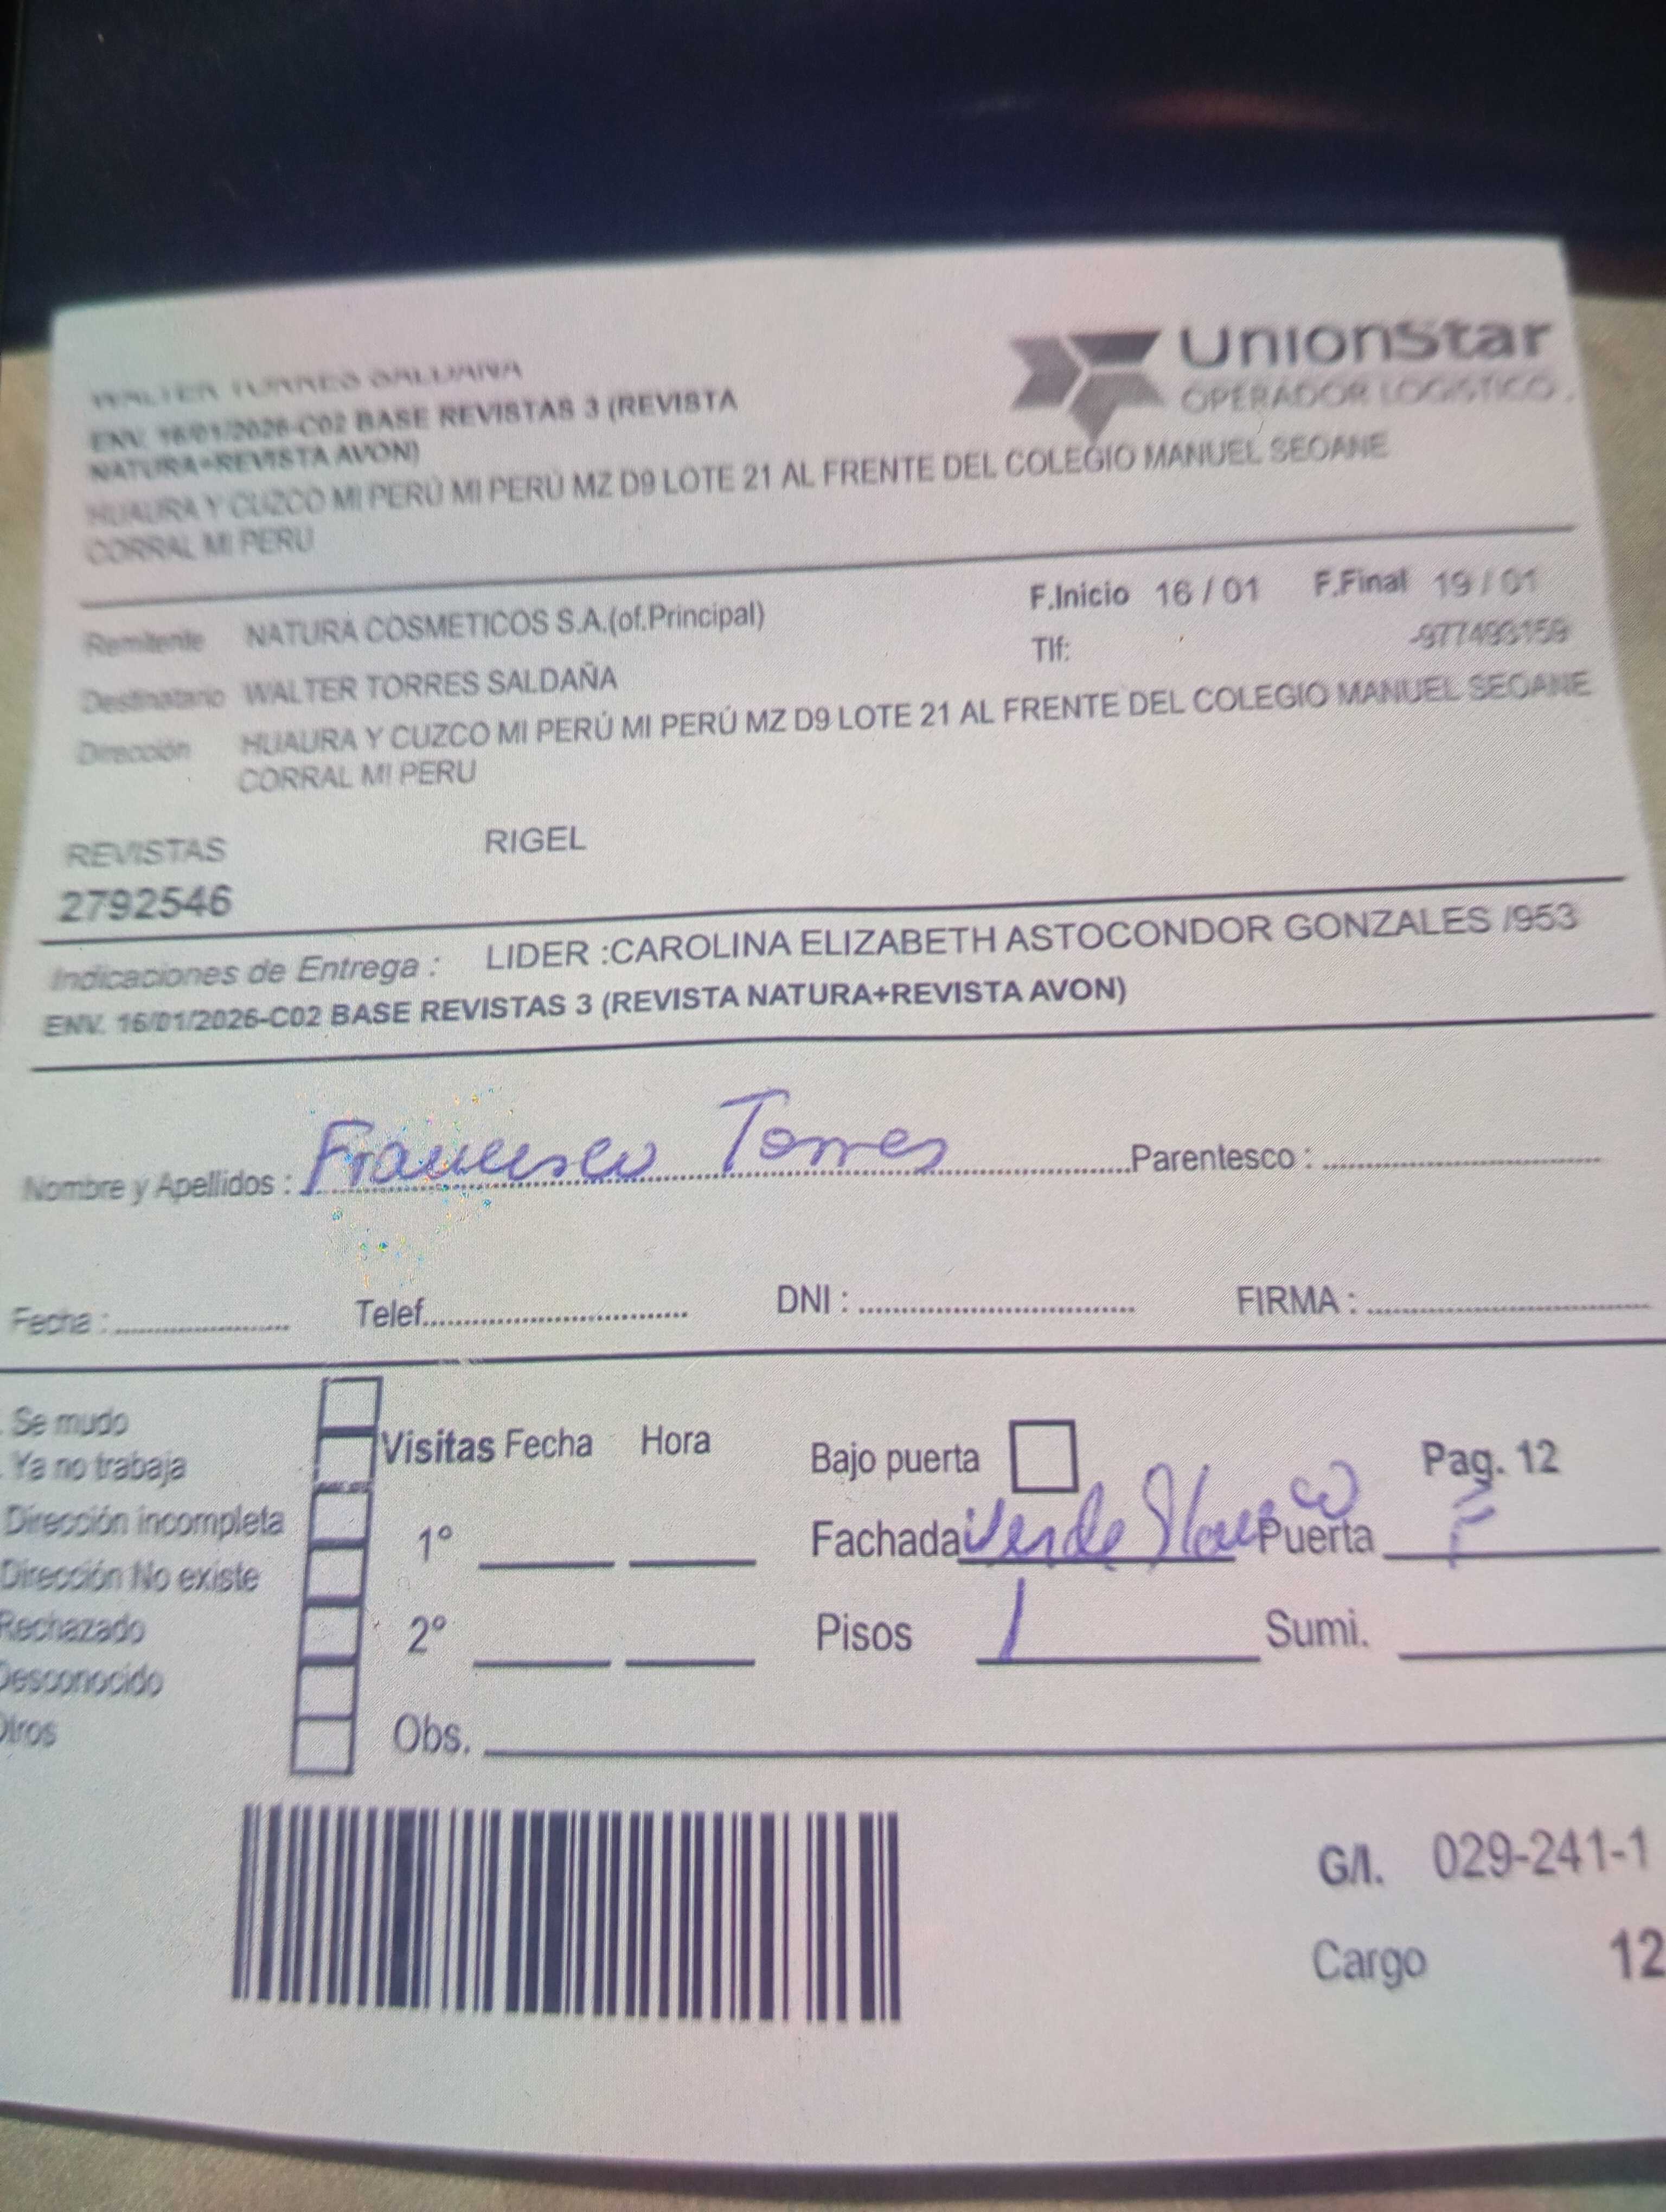 WALTER TORRES SALDAÑA
UnionStar
OPERADOR LOGISTICO
ENV. 16/01/2026-C02 BASE REVISTAS 3 (REVISTA
NATURA+REVISTA AVON)
HUAURA Y CUZCO MI PERÚ MI PERÚ MZ D9 LOTE 21 AL FRENTE DEL COLEGIO MANUEL SEOANE
CORRAL MI PERU
F.Inicio 16 / 01 F.Final 19 / 01
Remitente NATURA COSMETICOS S.A.(of.Principal)
Tlf: -977493159
Destinatario WALTER TORRES SALDAÑA
Dirección HUAURA Y CUZCO MI PERÚ MI PERÚ MZ D9 LOTE 21 AL FRENTE DEL COLEGIO MANUEL SEOANE
CORRAL MI PERU
REVISTAS RIGEL
2792546
Indicaciones de Entrega : LIDER :CAROLINA ELIZABETH ASTOCONDOR GONZALES /953
ENV. 16/01/2026-C02 BASE REVISTAS 3 (REVISTA NATURA+REVISTA AVON)
Nombre y Apellidos : Francesco Torres Parentesco :
Fecha : Telef. DNI : FIRMA :
Se mudo
Ya no trabaja
Dirección incompleta
Dirección No existe
Rechazado
Desconocido
Otros
Visitas Fecha Hora
1°
2°
Obs.
Bajo puerta Pag. 12
Fachada Verde Puerta F
Pisos 1 Sumi.
G/I. 029-241-1
Cargo 12